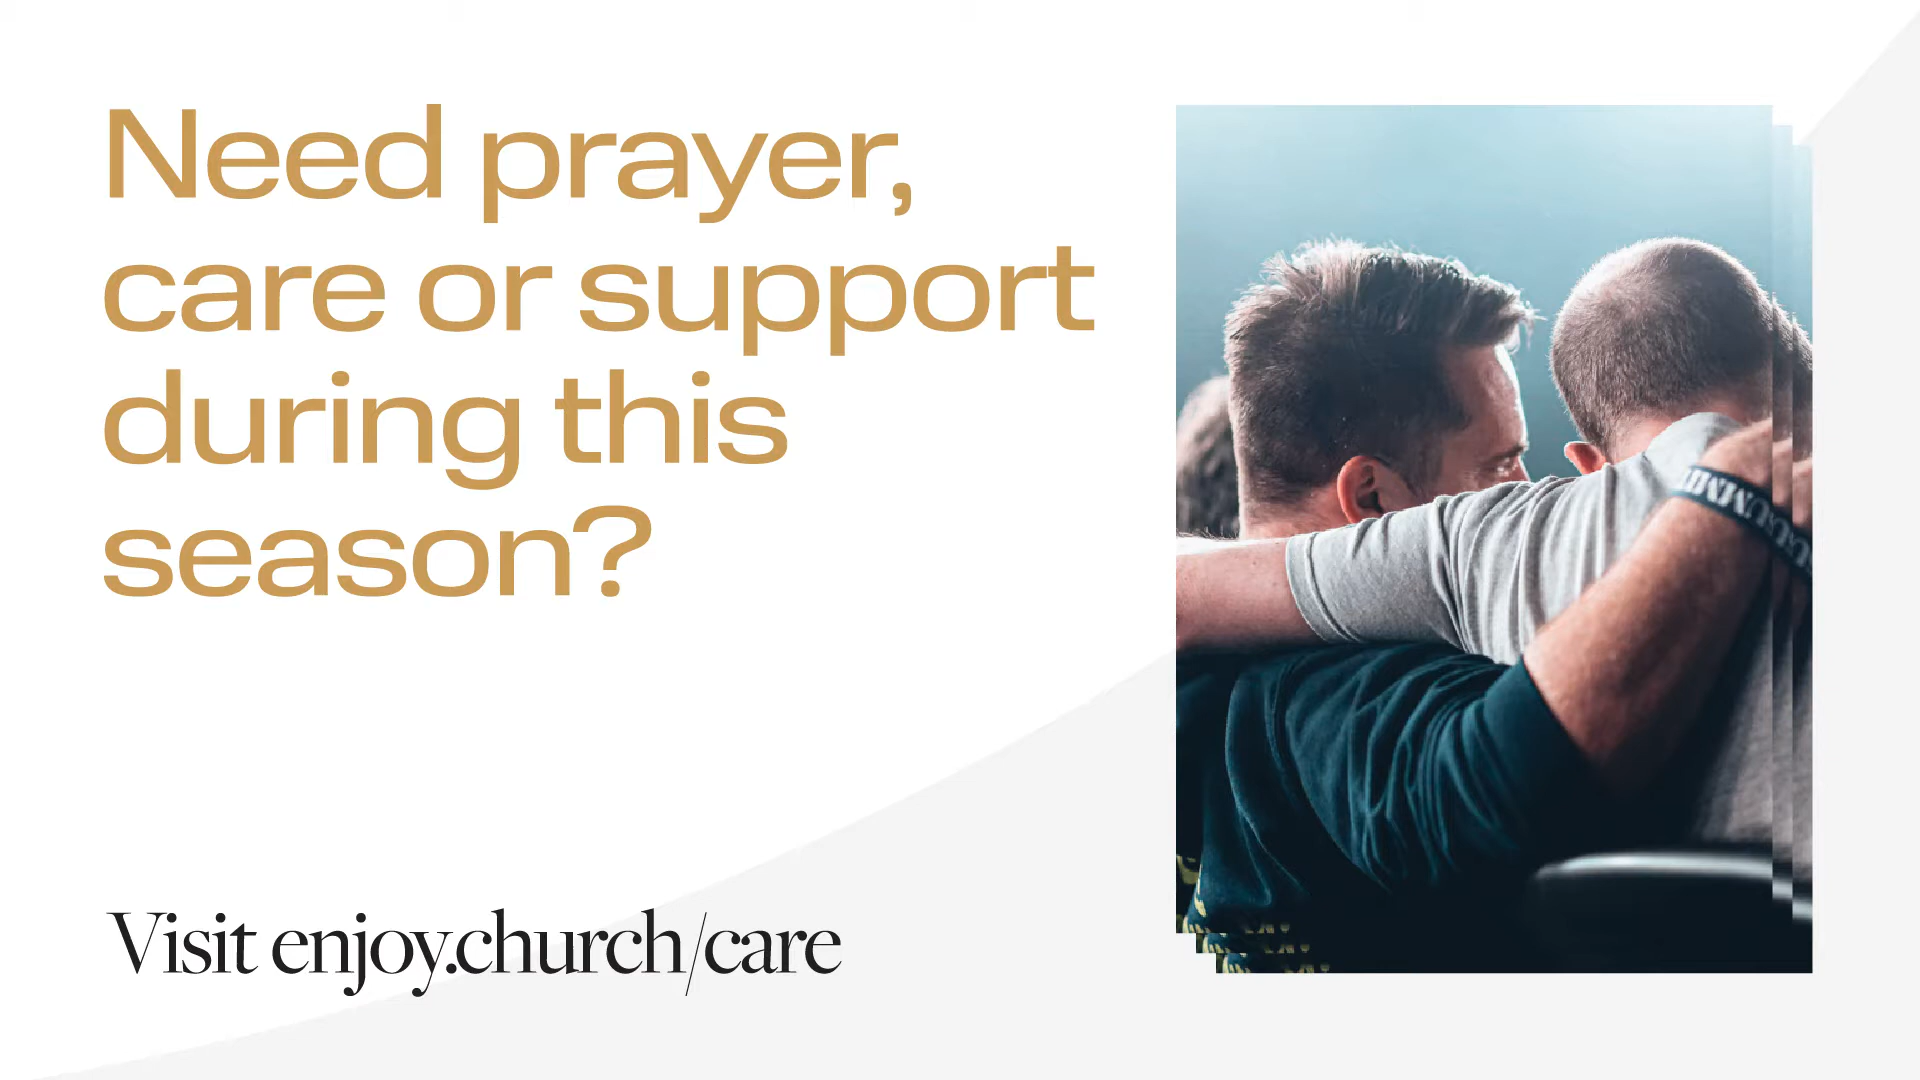 Need prayer,
care or support
during this
season?
Visit enjoy.church/care